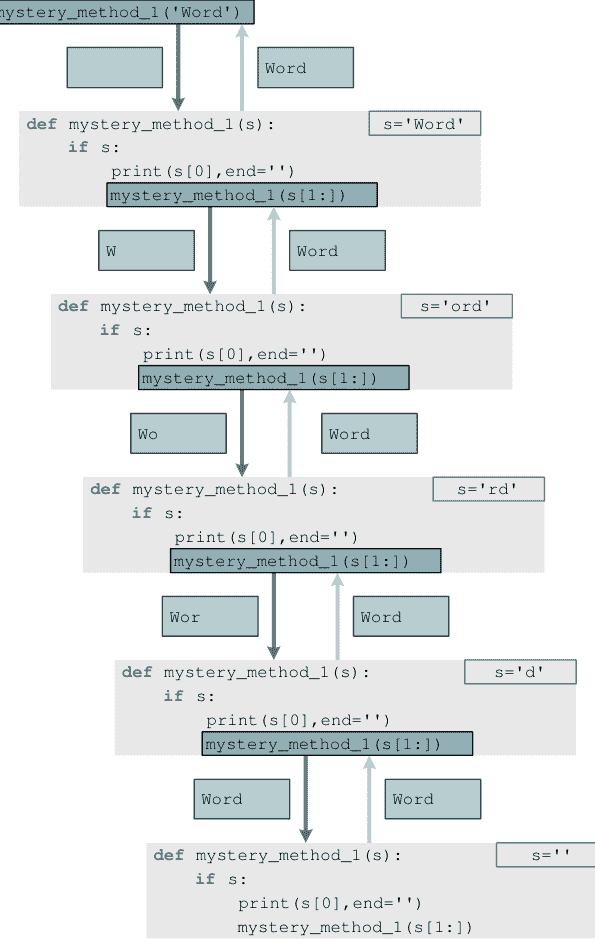 mystery_method_1('Word')
Word
def mystery_method_1(s):
s='Word'
if s:
print(s[0],end='')
mystery_method_1(s[1:])
W
Word
def mystery_method_1(s):
s='ord'
if s:
print(s[0],end='')
mystery_method_1(s[1:])
Wo
Word
def mystery_method_1(s):
s='rd'
if s:
print(s[0],end='')
mystery_method_1(s[1:])
Wor
Word
def mystery_method_1(s):
s='d'
if s:
print(s[0],end='')
mystery_method_1(s[1:])
Word
Word
def mystery_method_1(s):
s=''
if s:
print(s[0],end='')
mystery_method_1(s[1:])